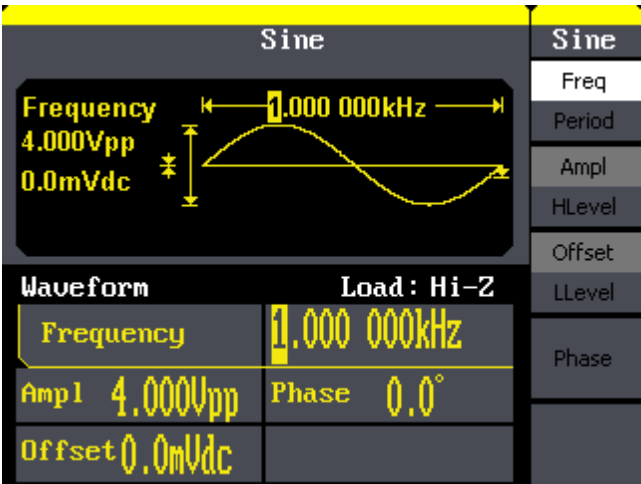 Sine
Frequency
1.000 000kHz
4.000Vpp
0.0mVdc
Waveform Load: Hi-Z
Frequency 1.000 000kHz
Ampl 4.000Vpp Phase 0.0°
Offset 0.0mVdc
Sine
Freq
Period
Ampl
HLevel
Offset
LLevel
Phase